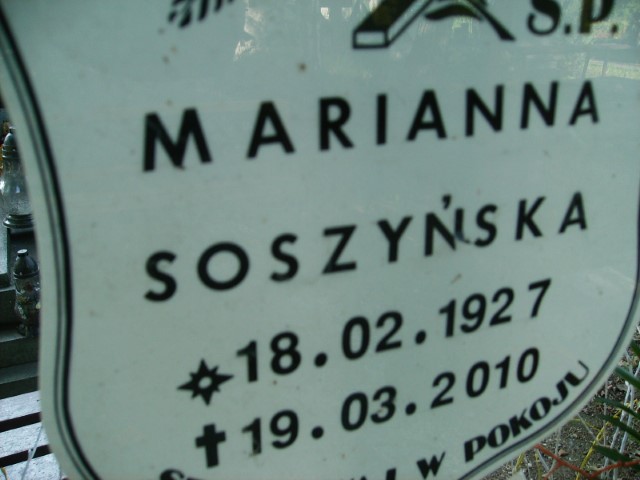 Ś.P.
MARIANNA
SOSZYŃSKA
18.02.1927
19.03.2010
W POKOJU